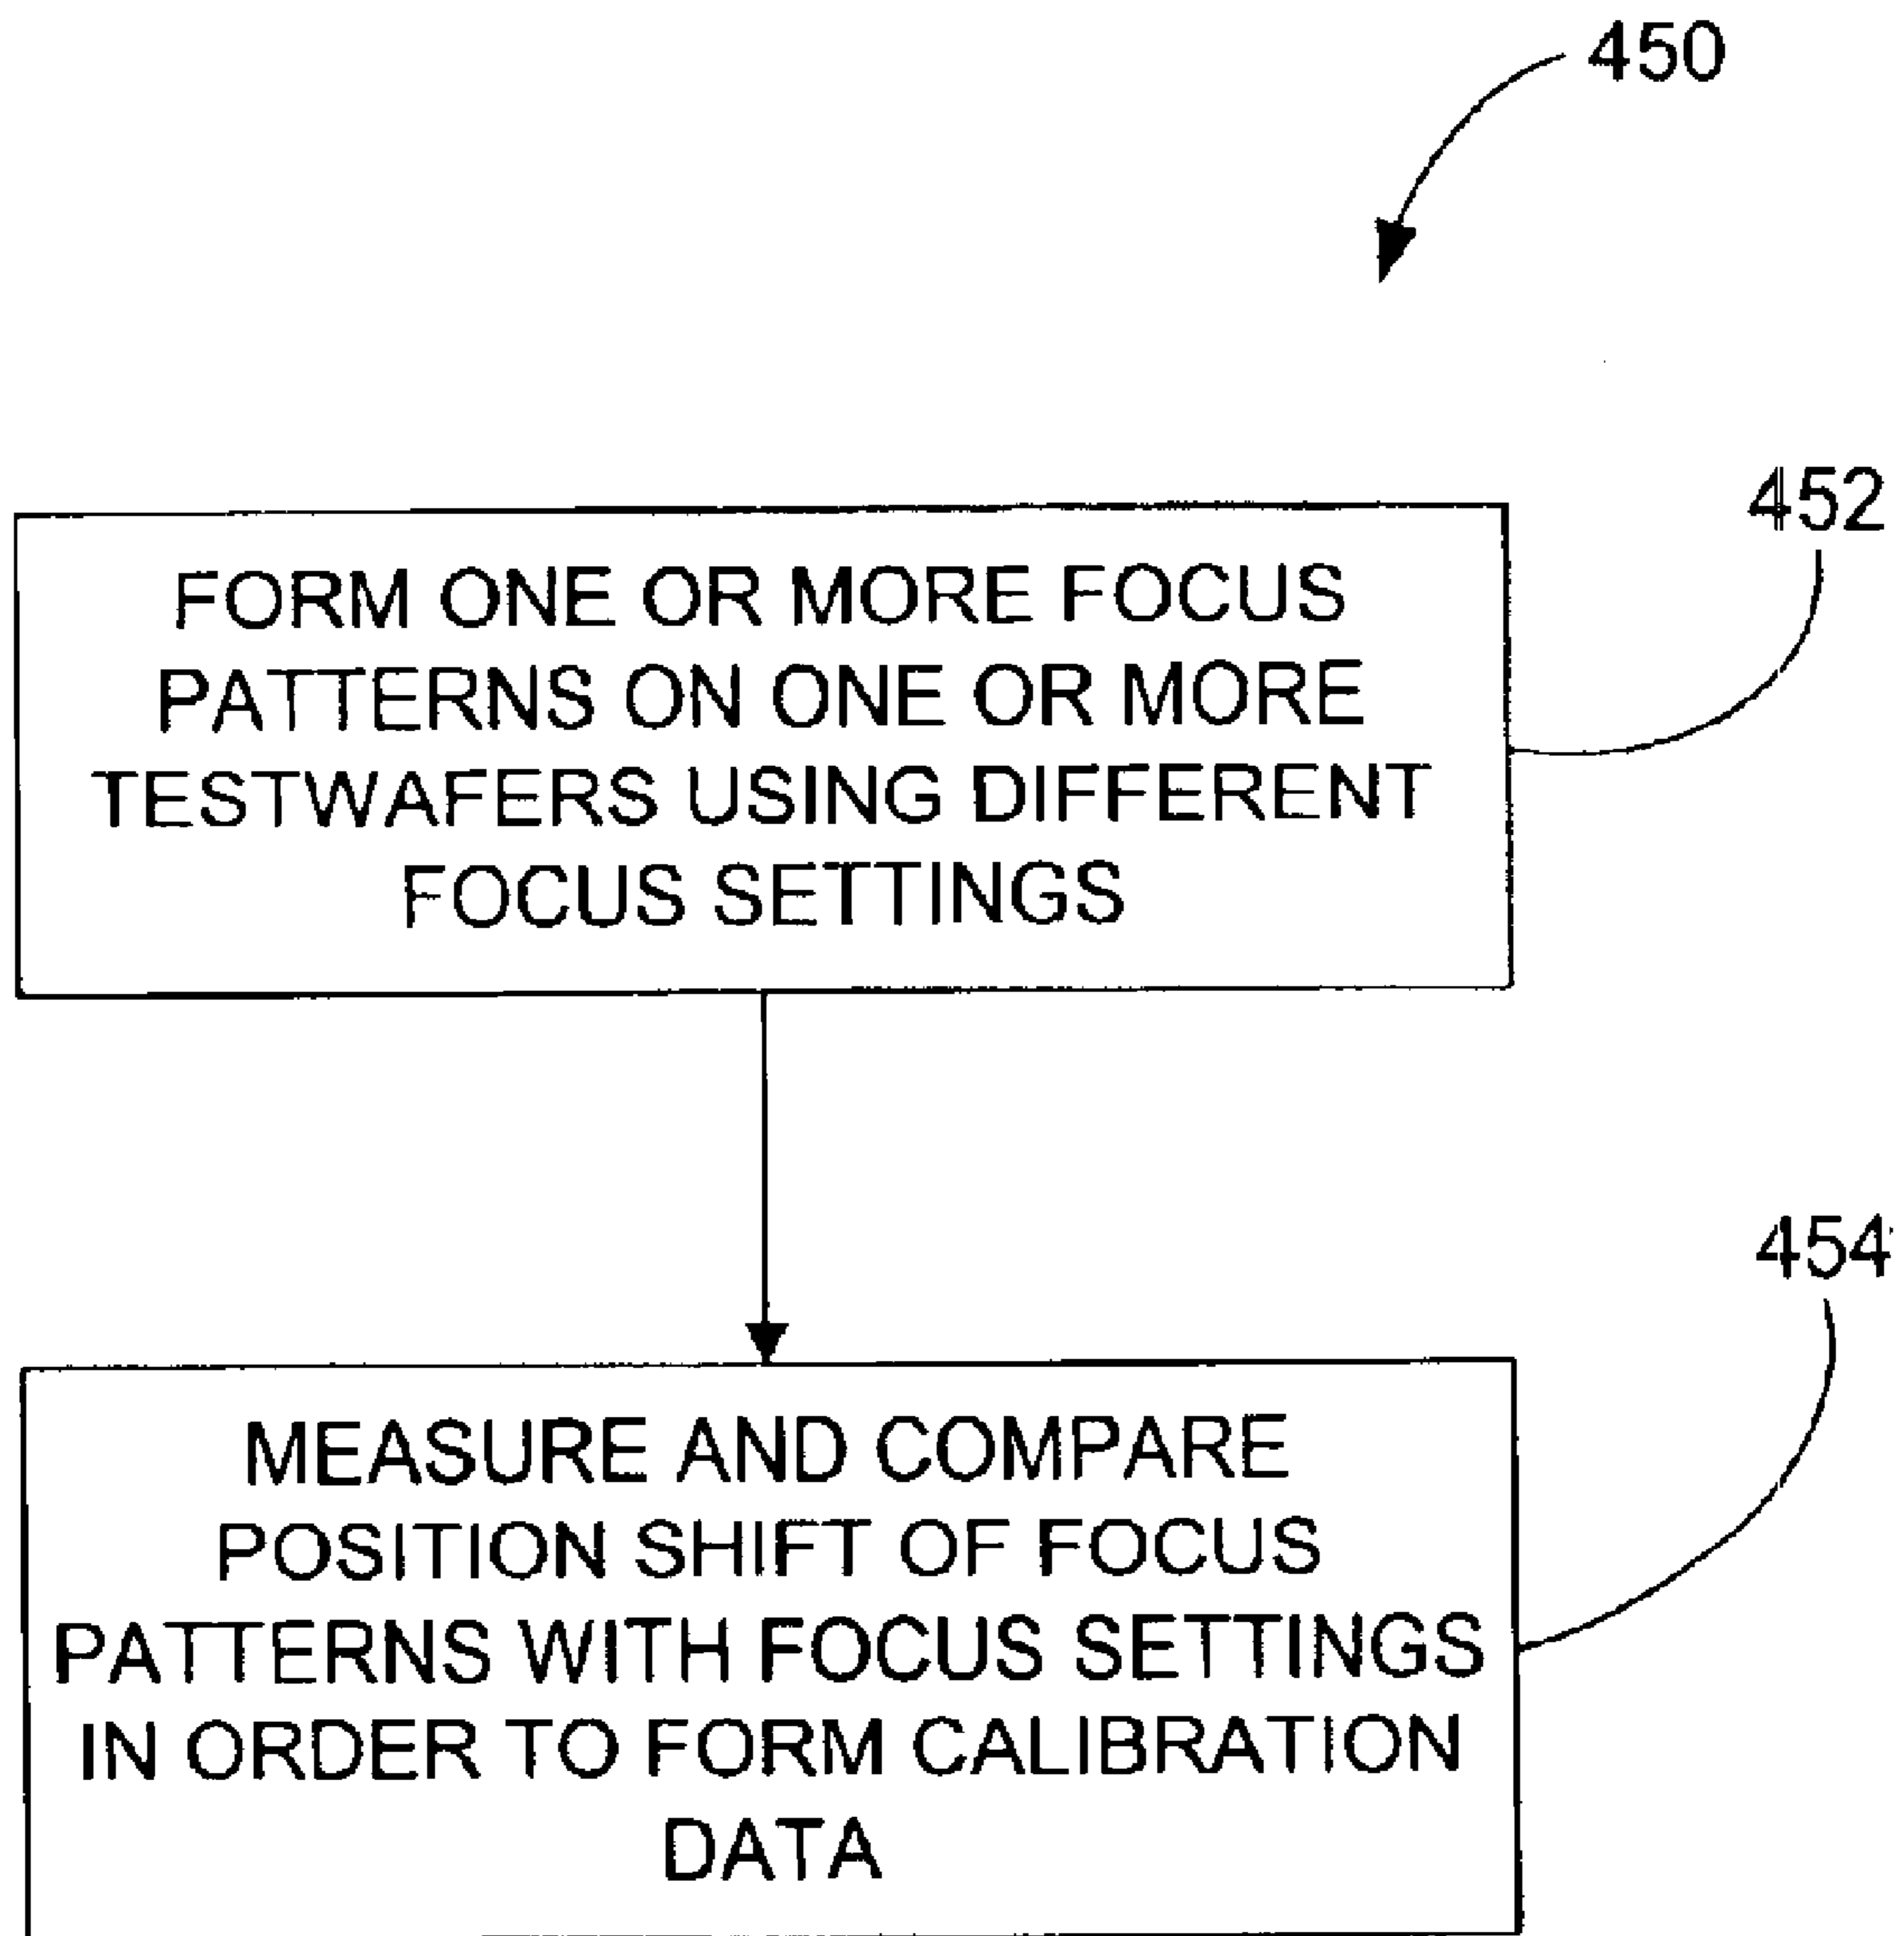 450
452
FORM ONE OR MORE FOCUS
PATTERNS ON ONE OR MORE
TESTWAFERS USING DIFFERENT
FOCUS SETTINGS
454
MEASURE AND COMPARE
POSITION SHIFT OF FOCUS
PATTERNS WITH FOCUS SETTINGS
IN ORDER TO FORM CALIBRATION
DATA